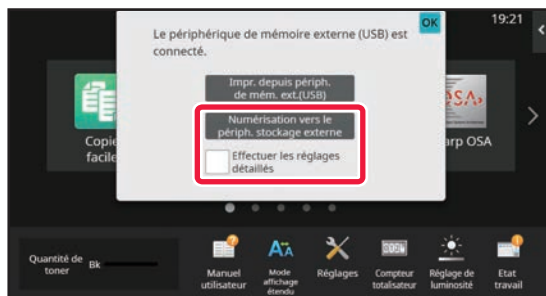 OK
19:21
Le périphérique de mémoire externe (USB) est
connecté.
Impr. depuis périph.
de mém. ext.(USB)
Numérisation vers le
périph. stockage externe
Effectuer les réglages
détaillés
Copie
facile
OSA
arp OSA
Quantité de
toner
Bk
Manuel
utilisateur
Mode
affichage
étendu
Réglages
Compteur
totalisateur
Réglage de
luminosité
Etat
travail